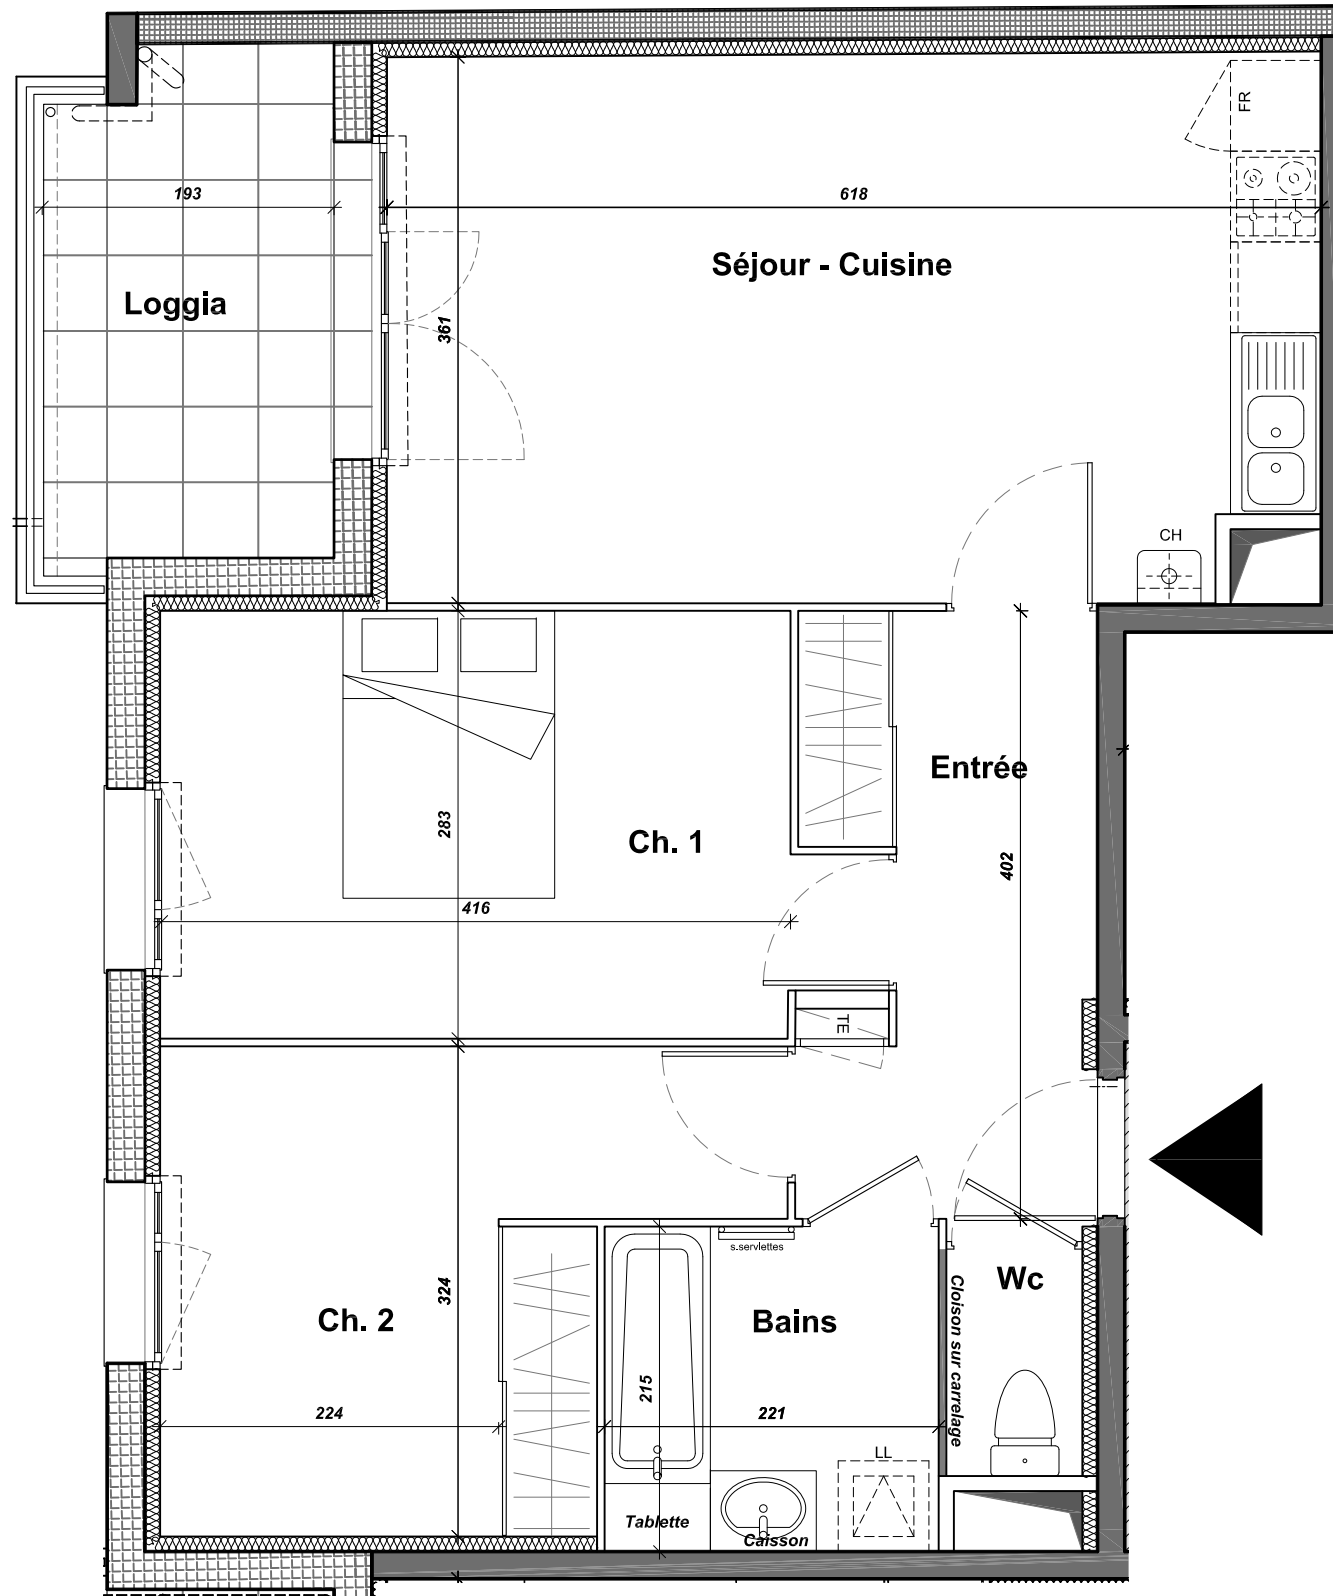 FR
193
618
Séjour - Cuisine
Loggia
361
CH
Entrée
283
Ch. 1
402
416
TE
s.servlettes
Wc
Cloison sur carrelage
324
Ch. 2
Bains
215
224
221
LL
Tablette
Caisson